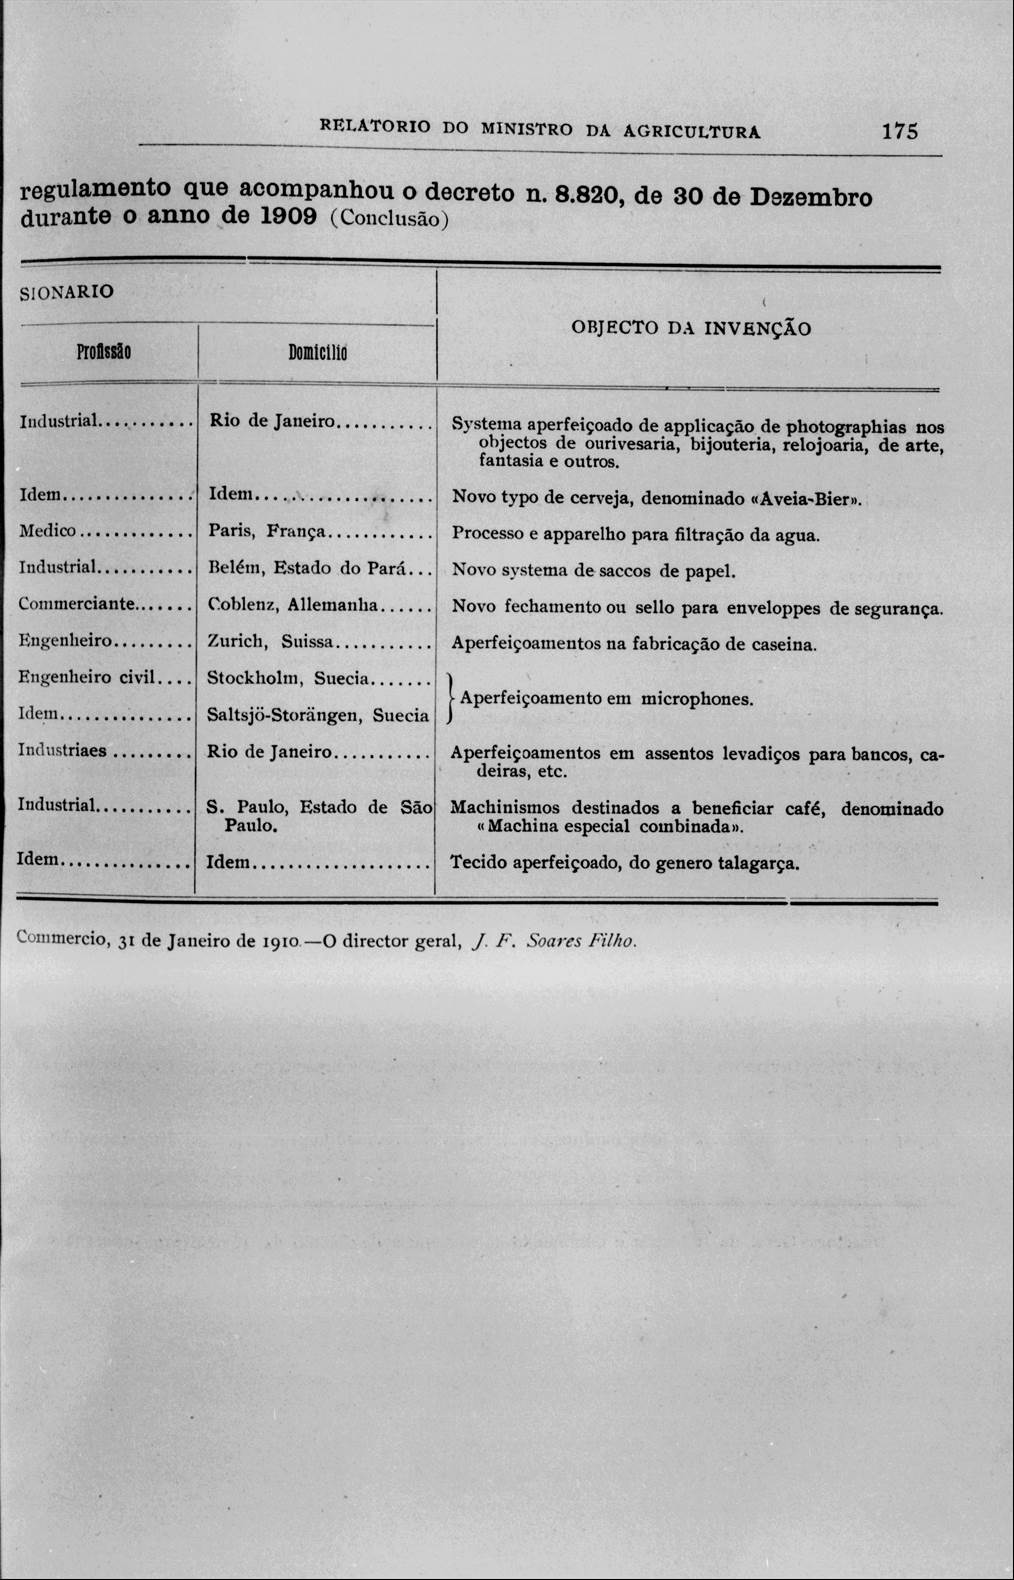 RELATORIO DO MINISTRO DA AGRICULTURA 175
regulamento que acompanhou o decreto n. 8.820, de 30 de Dezembro
durante o anno de 1909 (Conclusão)
SIONARIO
OBJECTO DA INVENÇÃO
Profissão Domicilio
Industrial........... Rio de Janeiro........... Systema aperfeiçoado de applicação de photographias nos
objectos de ourivesaria, bijouteria, relojoaria, de arte,
fantasia e outros.
Idem............... Idem.................... Novo typo de cerveja, denominado «Aveia-Bier».
Medico............. Paris, França............ Processo e apparelho para filtração da agua.
Industrial........... Belém, Estado do Pará... Novo systema de saccos de papel.
Commerciante....... Coblenz, Allemanha...... Novo fechamento ou sello para enveloppes de segurança.
Engenheiro......... Zurich, Suissa........... Aperfeiçoamentos na fabricação de caseina.
Engenheiro civil.... Stockholm, Suecia.......
} Aperfeiçoamento em microphones.
Idem............... Saltsjö-Storängen, Suecia
Industriaes ......... Rio de Janeiro........... Aperfeiçoamentos em assentos levadiços para bancos, ca-
deiras, etc.
Industrial........... S. Paulo, Estado de São Machinismos destinados a beneficiar café, denominado
Paulo. «Machina especial combinada».
Idem............... Idem.................... Tecido aperfeiçoado, do genero talagarça.
Commercio, 31 de Janeiro de 1910.—O director geral, J. F. Soares Filho.